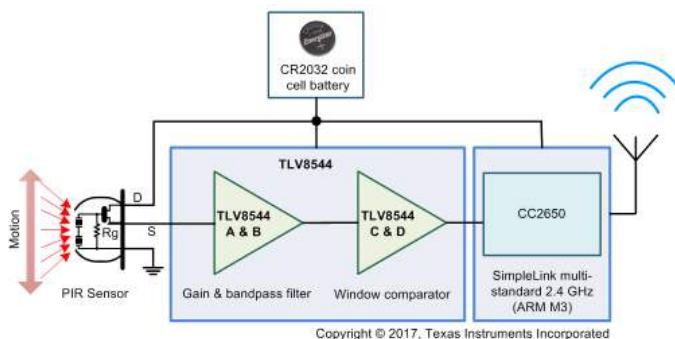 Energizer
CR2032 coin
cell battery
TLV8544
D
TLV8544
A & B
TLV8544
C & D
CC2650
Motion
Rg
S
PIR Sensor
Gain & bandpass filter
Window comparator
SimpleLink multi-
standard 2.4 GHz
(ARM M3)
Copyright © 2017, Texas Instruments Incorporated